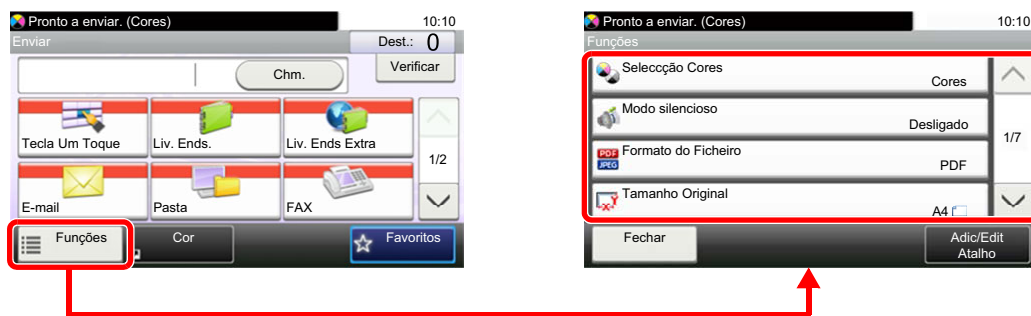 Pronto a enviar. (Cores)
10:10
Enviar
Dest.: 0
Chm.
Verificar
Tecla Um Toque
Liv. Ends.
Liv. Ends Extra
1/2
E-mail
Pasta
FAX
Funções
Cor
Favoritos
Pronto a enviar. (Cores)
10:10
Funções
Seleccção Cores
Cores
Modo silencioso
Desligado
1/7
PDF
JPEG
Formato do Ficheiro
PDF
Tamanho Original
A4
Fechar
Adic/Edit
Atalho